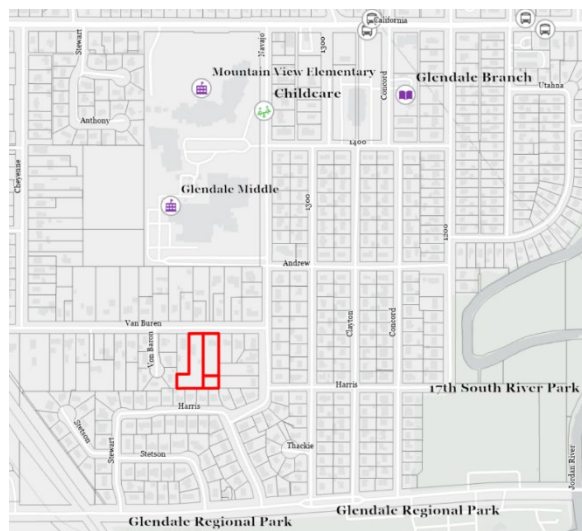 California
Stewart
Navajo
1300
Mountain View Elementary
Childcare
Concord
Glendale Branch
Utahna
Anthony
1400
Cheyenne
Glendale Middle
1300
1200
Andrew
Van Buren
Von Baron
Clayton
Concord
Harris
17th South River Park
Harris
Stetson
Stewart
Thackie
Stetson
Jordan River
Glendale Regional Park
Glendale Regional Park